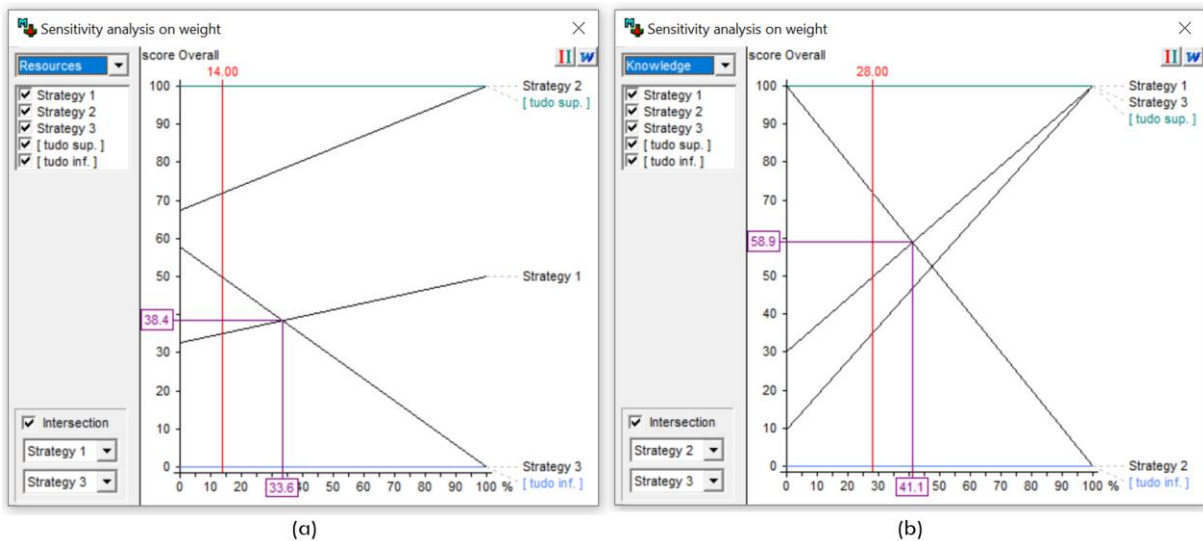 Sensitivity analysis on weight
Resources
Strategy 1
Strategy 2
Strategy 3
[ tudo sup. ]
[ tudo inf. ]
Intersection
Strategy 1
Strategy 3
score Overall
14.00
100
90
80
70
60
50
40
30
20
10
0
38.4
Strategy 2
[ tudo sup. ]
Strategy 1
Strategy 3
[ tudo inf. ]
0 10 20 30 40 50 60 70 80 90 100 %
33.6
(a)
Sensitivity analysis on weight
Knowledge
Strategy 1
Strategy 2
Strategy 3
[ tudo sup. ]
[ tudo inf. ]
Intersection
Strategy 2
Strategy 3
score Overall
28.00
100
90
80
70
60
50
40
30
20
10
0
58.9
Strategy 1
Strategy 3
[ tudo sup. ]
Strategy 2
[ tudo inf. ]
0 10 20 30 40 50 60 70 80 90 100 %
41.1
(b)